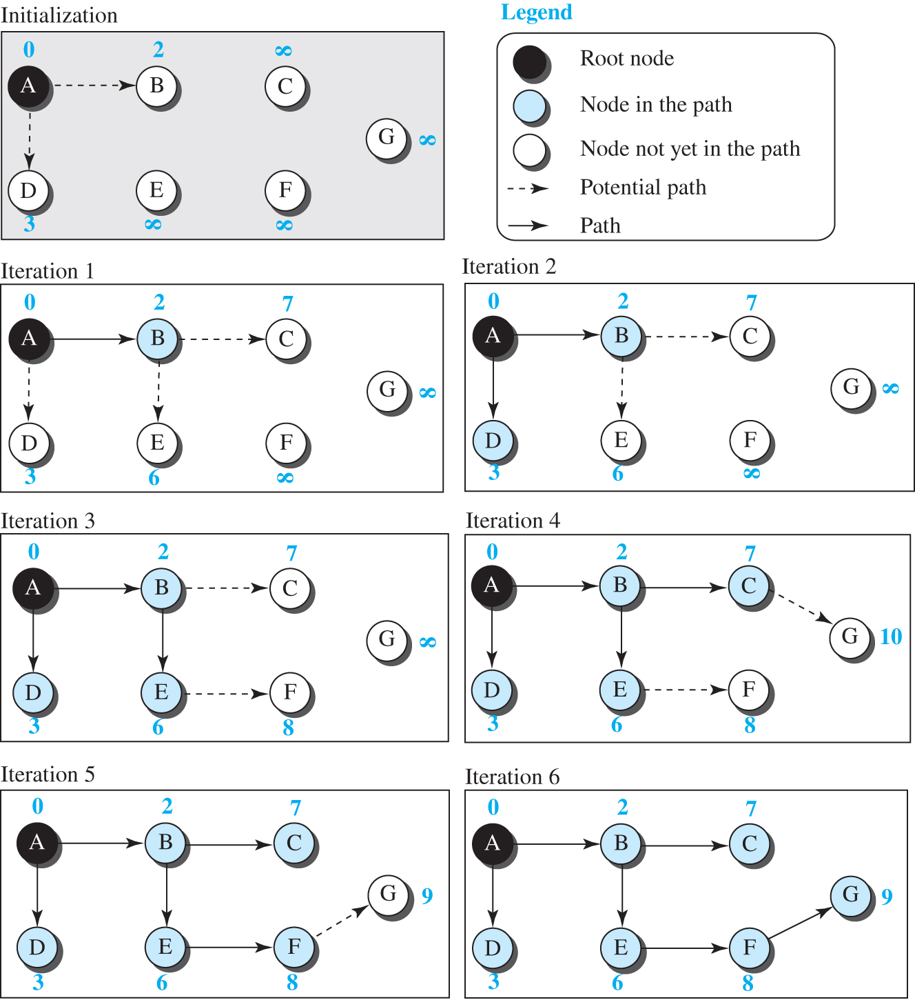 Initialization
0 2 ∞
A B C
G ∞
D E F
3 ∞ ∞
Legend
Root node
Node in the path
Node not yet in the path
Potential path
Path
Iteration 1
0 2 7
A B C
G ∞
D E F
3 6 ∞
Iteration 2
0 2 7
A B C
G ∞
D E F
3 6 ∞
Iteration 3
0 2 7
A B C
G ∞
D E F
3 6 8
Iteration 4
0 2 7
A B C
G 10
D E F
3 6 8
Iteration 5
0 2 7
A B C
G 9
D E F
3 6 8
Iteration 6
0 2 7
A B C
G 9
D E F
3 6 8